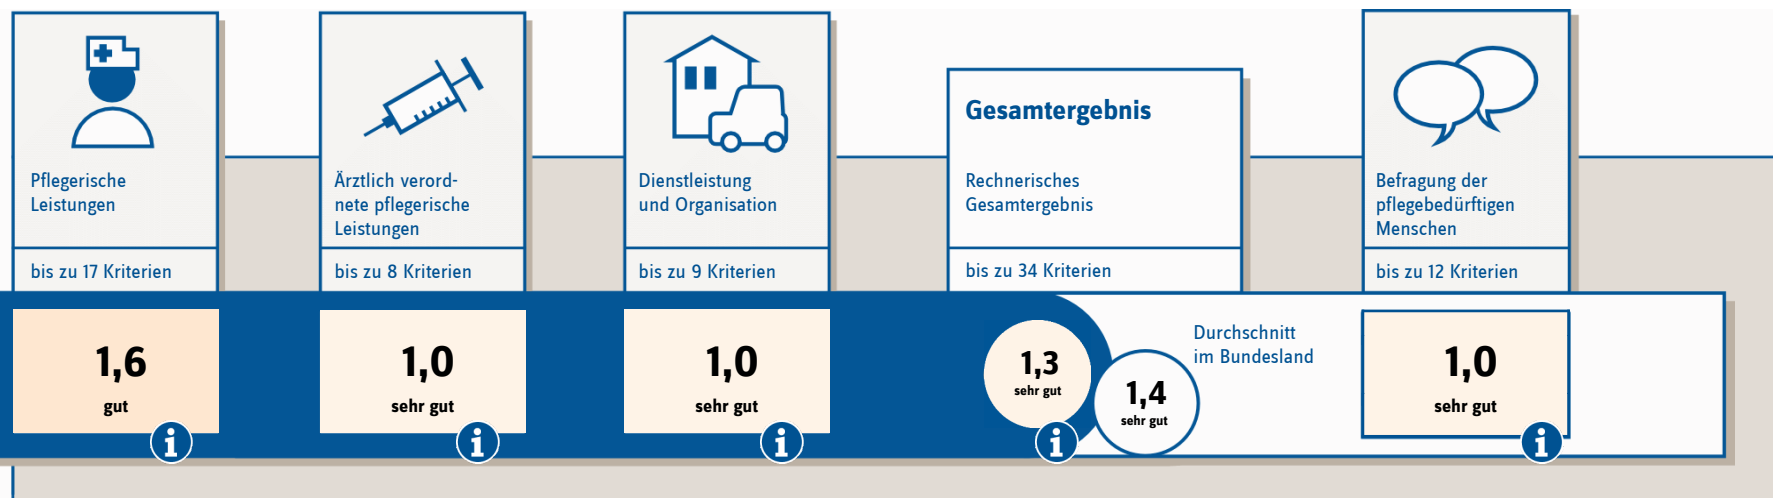 Pflegerische
Leistungen
bis zu 17 Kriterien
1,6
gut
i
Ärztlich verord-
nete pflegerische
Leistungen
bis zu 8 Kriterien
1,0
sehr gut
i
Dienstleistung
und Organisation
bis zu 9 Kriterien
1,0
sehr gut
i
Gesamtergebnis
Rechnerisches
Gesamtergebnis
bis zu 34 Kriterien
1,3
sehr gut
i
1,4
sehr gut
Durchschnitt
im Bundesland
Befragung der
pflegebedürftigen
Menschen
bis zu 12 Kriterien
1,0
sehr gut
i